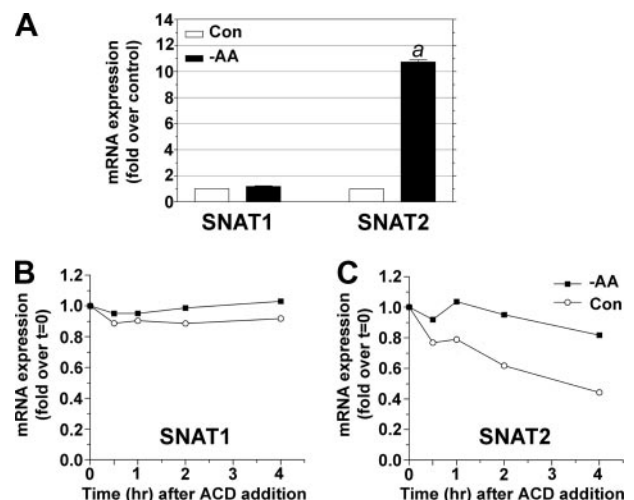 A
mRNA expression
(fold over control)
14
12
10
8
6
4
2
0
Con
-AA
a
SNAT1
SNAT2
B
mRNA expression
(fold over t=0)
1.2
1.0
0.8
0.6
0.4
0.2
0.0
SNAT1
0 1 2 3 4
Time (hr) after ACD addition
C
mRNA expression
(fold over t=0)
1.2
1.0
0.8
0.6
0.4
0.2
0.0
-AA
Con
SNAT2
0 1 2 3 4
Time (hr) after ACD addition